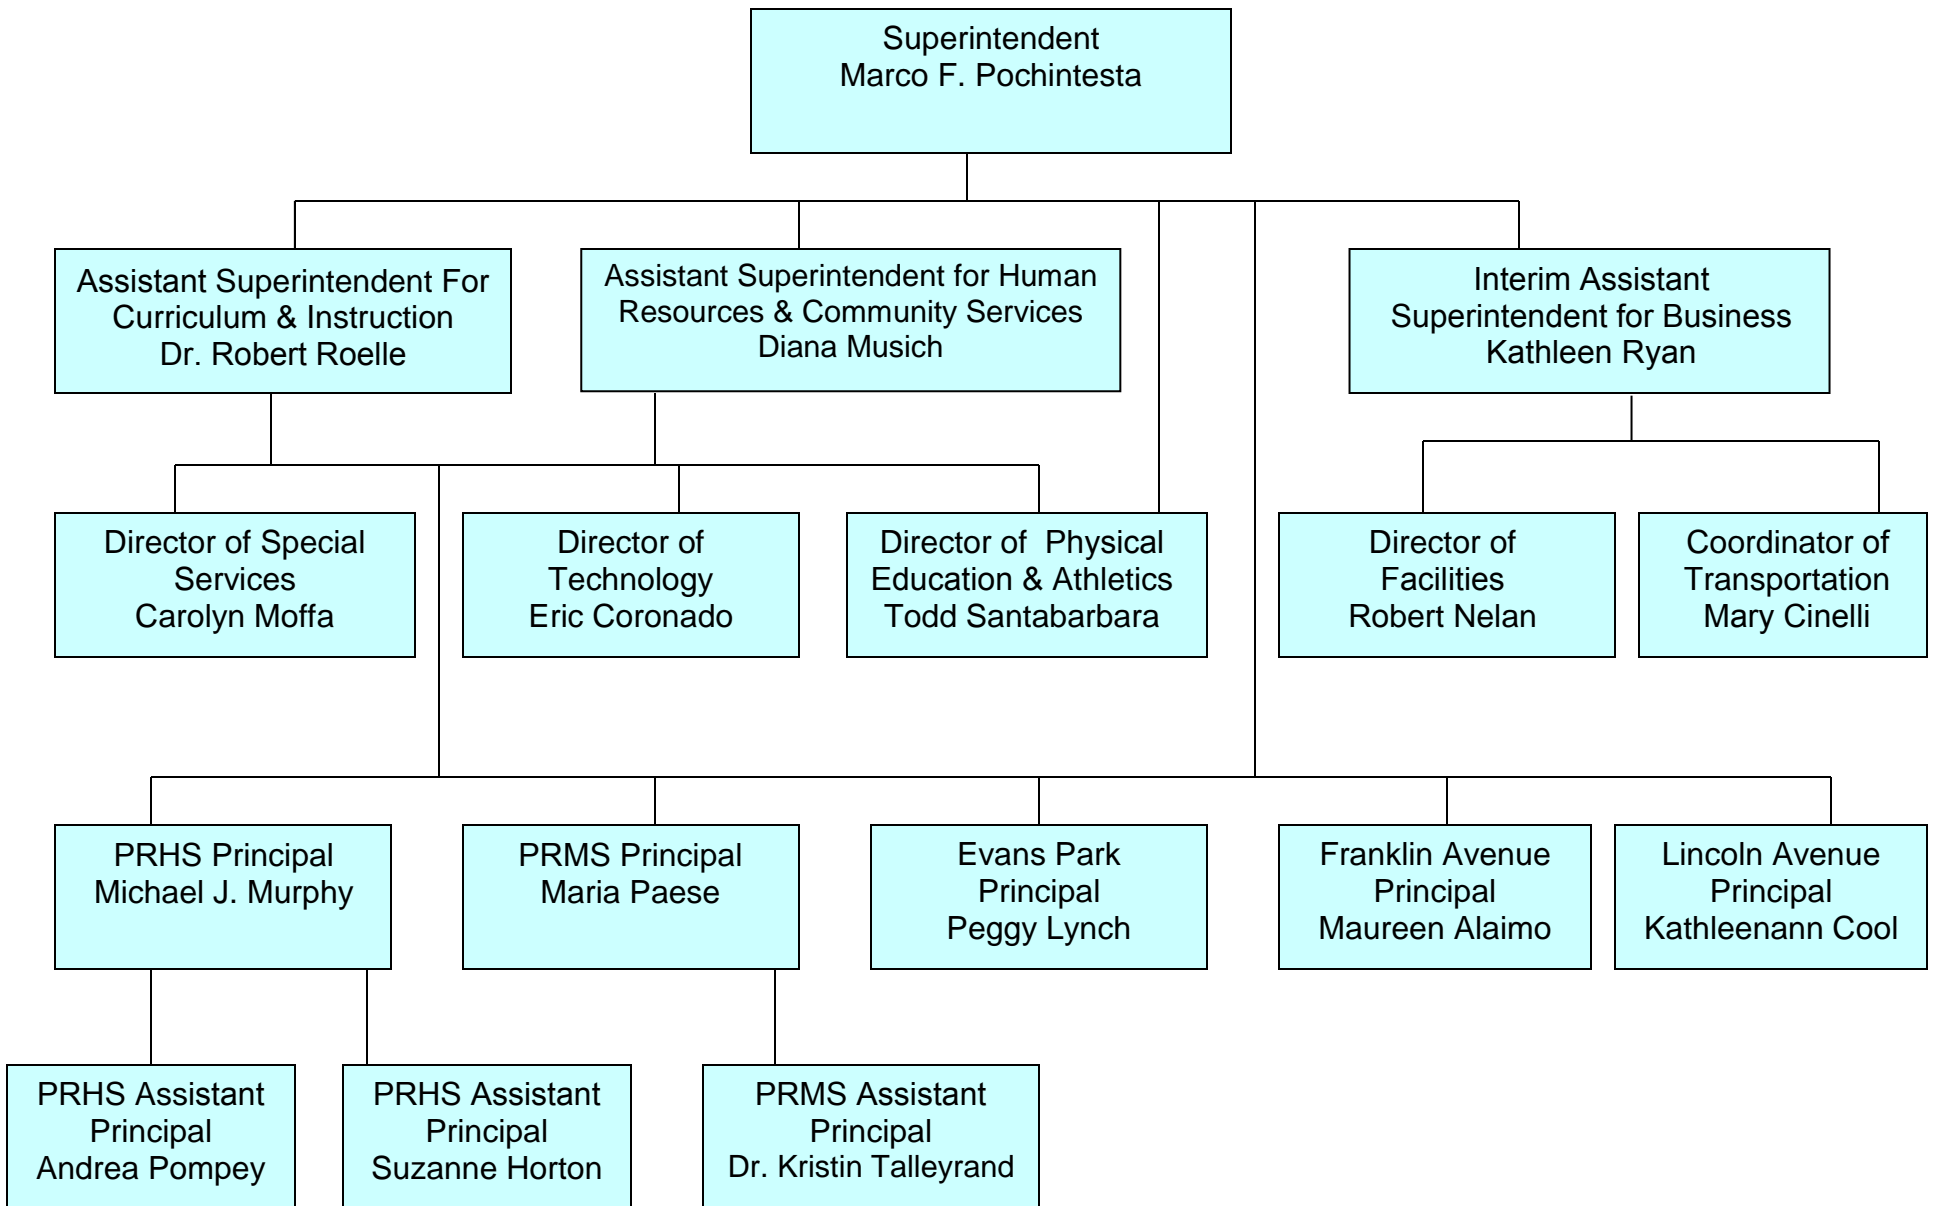 Superintendent
Marco F. Pochintesta
Assistant Superintendent For
Curriculum & Instruction
Dr. Robert Roelle
Assistant Superintendent for Human
Resources & Community Services
Diana Musich
Interim Assistant
Superintendent for Business
Kathleen Ryan
Director of Special
Services
Carolyn Moffa
Director of
Technology
Eric Coronado
Director of  Physical
Education & Athletics
Todd Santabarbara
Director of
Facilities
Robert Nelan
Coordinator of
Transportation
Mary Cinelli
PRHS Principal
Michael J. Murphy
PRMS Principal
Maria Paese
Evans Park
Principal
Peggy Lynch
Franklin Avenue
Principal
Maureen Alaimo
Lincoln Avenue
Principal
Kathleenann Cool
PRHS Assistant
Principal
Andrea Pompey
PRHS Assistant
Principal
Suzanne Horton
PRMS Assistant
Principal
Dr. Kristin Talleyrand